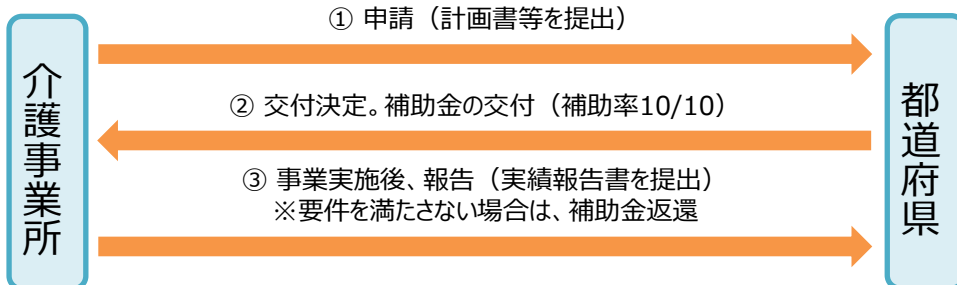 ① 申請（計画書等を提出）
介護事業所
② 交付決定。補助金の交付（補助率10/10）
都道府県
③ 事業実施後、報告（実績報告書を提出）
※要件を満たさない場合は、補助金返還